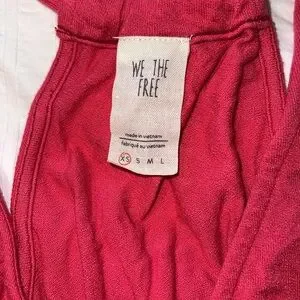 WE THE
FREE
made in vietnam
fabriqué au vietnam
XS S M L